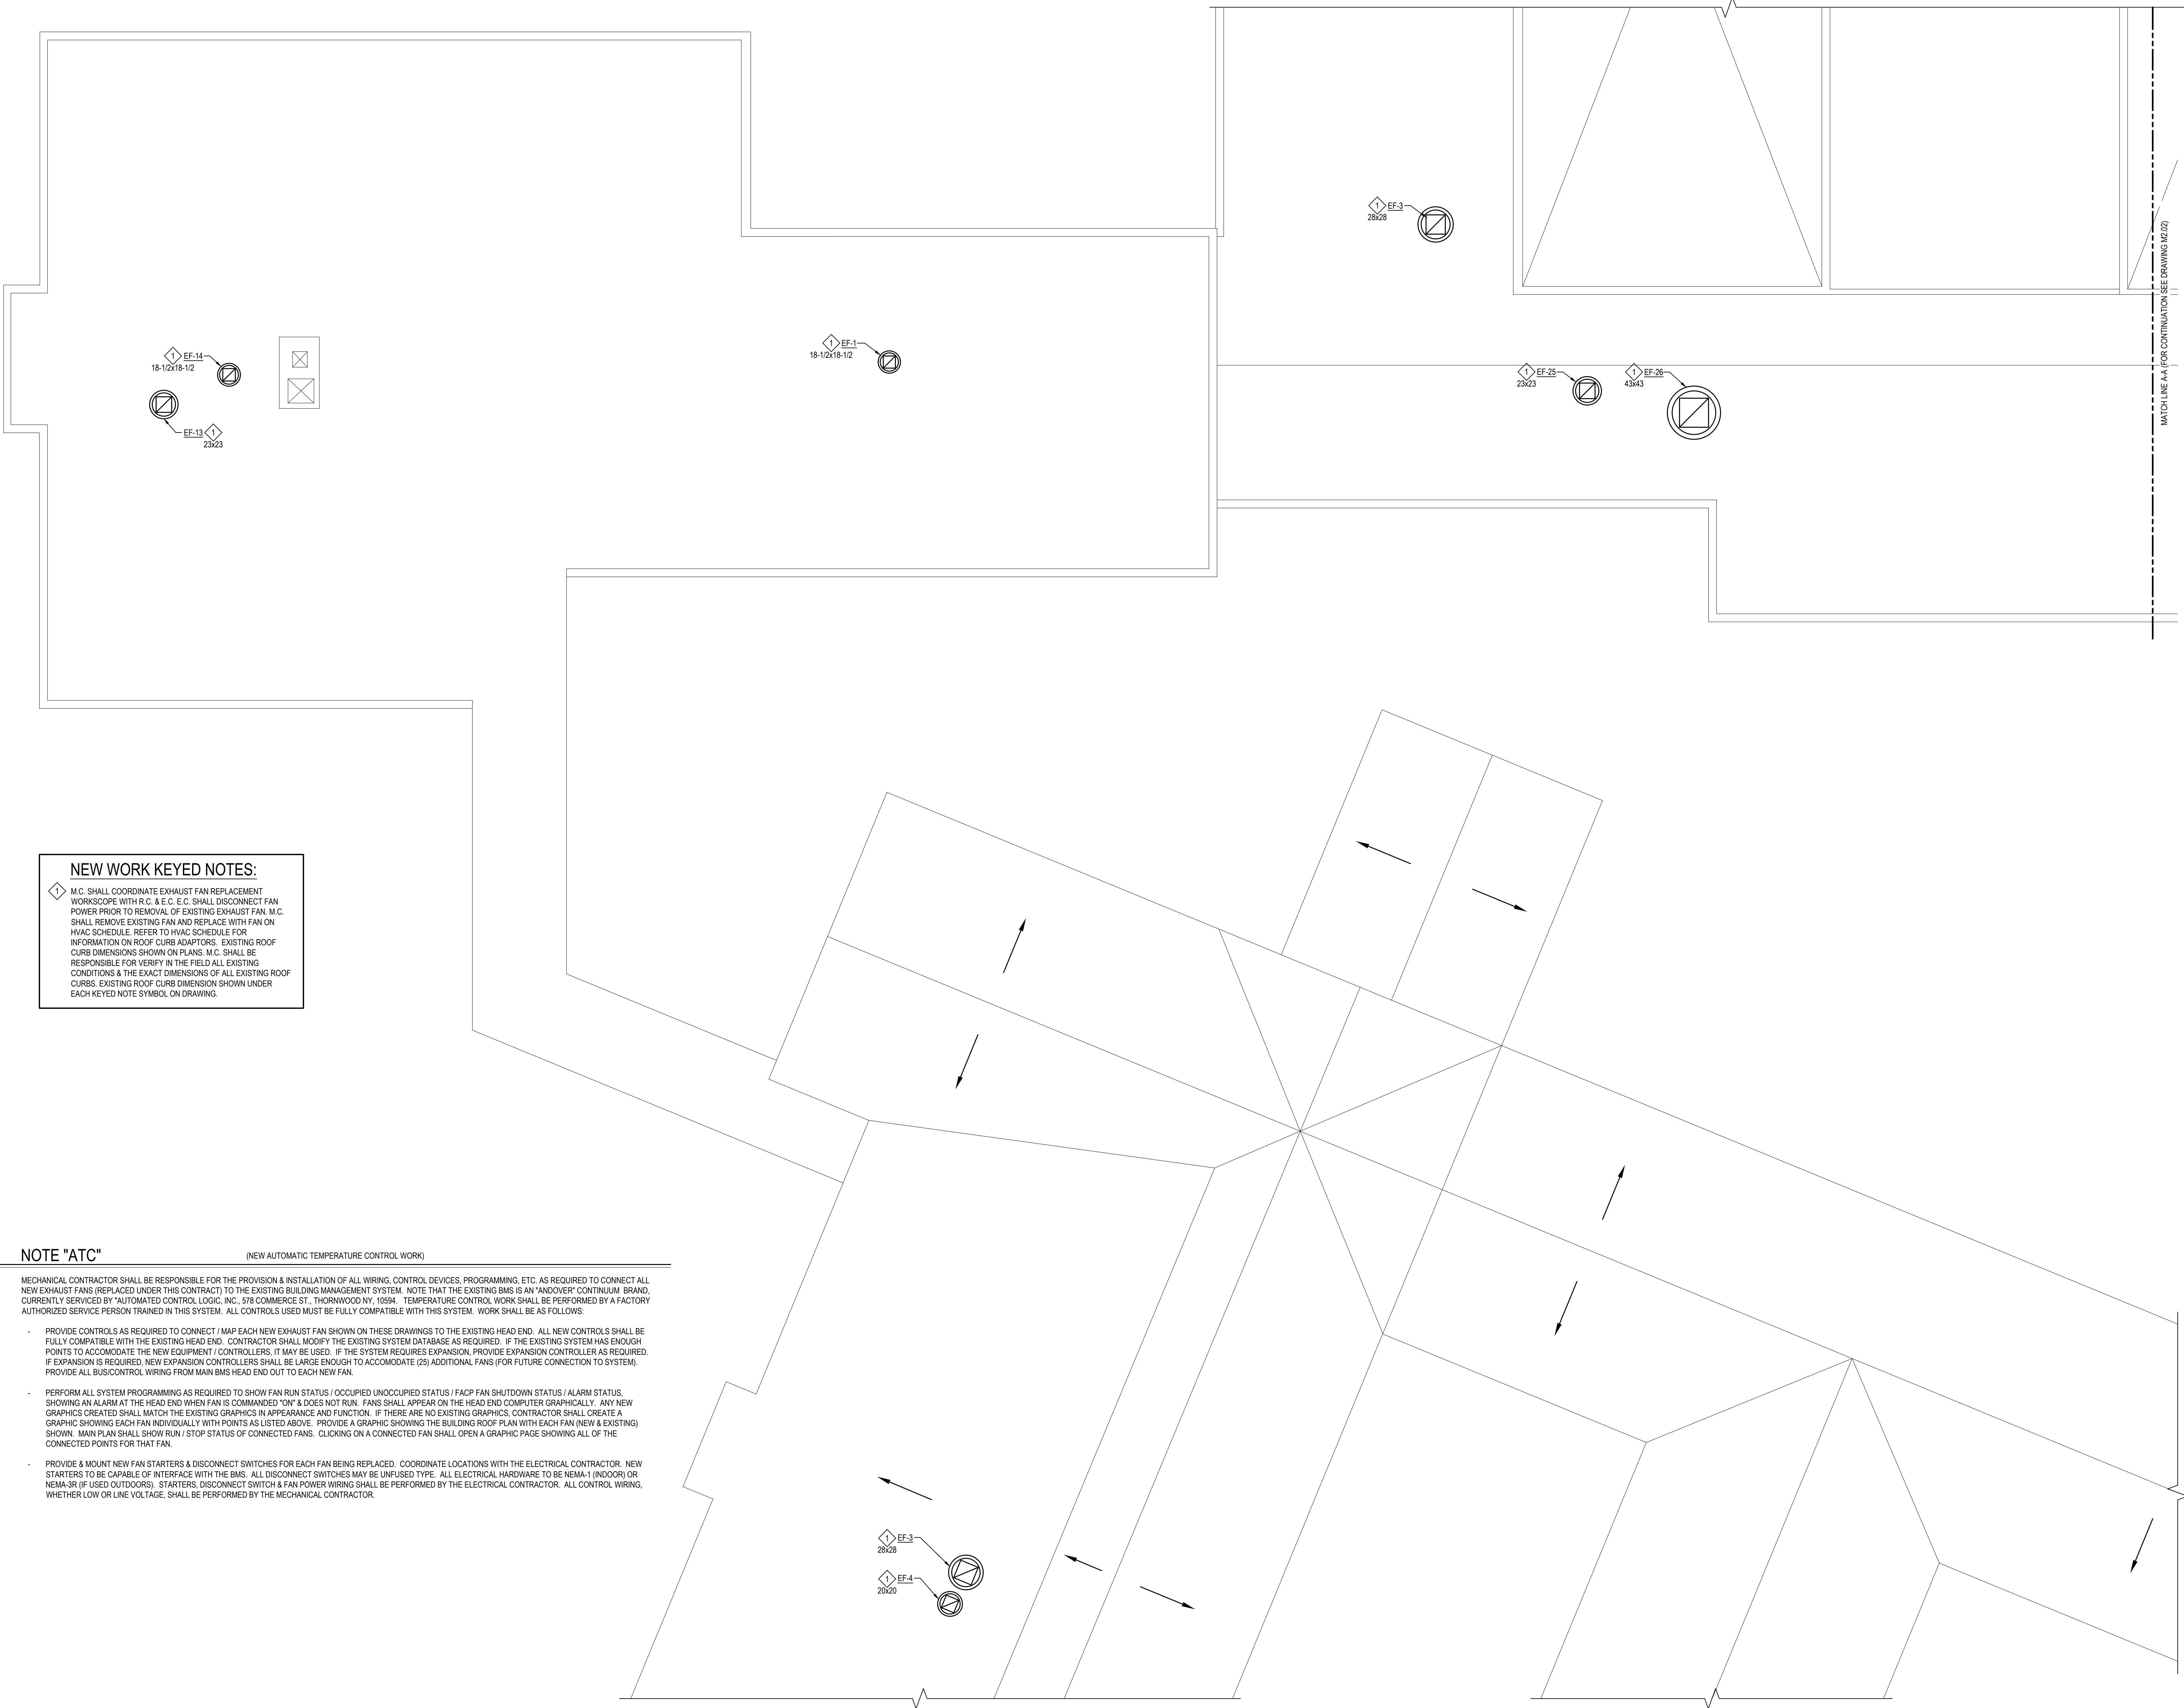 1 EF-3
28x28
1 EF-14
18-1/2x18-1/2
1 EF-1
18-1/2x18-1/2
1 EF-25
23x23
1 EF-26
43x43
EF-13 1
23x23
MATCH LINE A-A (FOR CONTINUATION SEE DRAWING M2.02)
NEW WORK KEYED NOTES:
1 M.C. SHALL COORDINATE EXHAUST FAN REPLACEMENT
WORKSCOPE WITH R.C. & E.C. E.C. SHALL DISCONNECT FAN
POWER PRIOR TO REMOVAL OF EXISTING EXHAUST FAN. M.C.
SHALL REMOVE EXISTING FAN AND REPLACE WITH FAN ON
HVAC SCHEDULE. REFER TO HVAC SCHEDULE FOR
INFORMATION ON ROOF CURB ADAPTORS. EXISTING ROOF
CURB DIMENSIONS SHOWN ON PLANS. M.C. SHALL BE
RESPONSIBLE FOR VERIFY IN THE FIELD ALL EXISTING
CONDITIONS & THE EXACT DIMENSIONS OF ALL EXISTING ROOF
CURBS. EXISTING ROOF CURB DIMENSION SHOWN UNDER
EACH KEYED NOTE SYMBOL ON DRAWING.
NOTE "ATC" (NEW AUTOMATIC TEMPERATURE CONTROL WORK)
MECHANICAL CONTRACTOR SHALL BE RESPONSIBLE FOR THE PROVISION & INSTALLATION OF ALL WIRING, CONTROL DEVICES, PROGRAMMING, ETC. AS REQUIRED TO CONNECT ALL
NEW EXHAUST FANS (REPLACED UNDER THIS CONTRACT) TO THE EXISTING BUILDING MANAGEMENT SYSTEM. NOTE THAT THE EXISTING BMS IS AN "ANDOVER" CONTINUUM BRAND,
CURRENTLY SERVICED BY "AUTOMATED CONTROL LOGIC, INC., 578 COMMERCE ST., THORNWOOD NY, 10594. TEMPERATURE CONTROL WORK SHALL BE PERFORMED BY A FACTORY
AUTHORIZED SERVICE PERSON TRAINED IN THIS SYSTEM. ALL CONTROLS USED MUST BE FULLY COMPATIBLE WITH THIS SYSTEM. WORK SHALL BE AS FOLLOWS:
- PROVIDE CONTROLS AS REQUIRED TO CONNECT / MAP EACH NEW EXHAUST FAN SHOWN ON THESE DRAWINGS TO THE EXISTING HEAD END. ALL NEW CONTROLS SHALL BE
FULLY COMPATIBLE WITH THE EXISTING HEAD END. CONTRACTOR SHALL MODIFY THE EXISTING SYSTEM DATABASE AS REQUIRED. IF THE EXISTING SYSTEM HAS ENOUGH
POINTS TO ACCOMODATE THE NEW EQUIPMENT / CONTROLLERS, IT MAY BE USED. IF THE SYSTEM REQUIRES EXPANSION, PROVIDE EXPANSION CONTROLLER AS REQUIRED.
IF EXPANSION IS REQUIRED, NEW EXPANSION CONTROLLERS SHALL BE LARGE ENOUGH TO ACCOMODATE (25) ADDITIONAL FANS (FOR FUTURE CONNECTION TO SYSTEM).
PROVIDE ALL BUS/CONTROL WIRING FROM MAIN BMS HEAD END OUT TO EACH NEW FAN.
- PERFORM ALL SYSTEM PROGRAMMING AS REQUIRED TO SHOW FAN RUN STATUS / OCCUPIED UNOCCUPIED STATUS / FACP FAN SHUTDOWN STATUS / ALARM STATUS,
SHOWING AN ALARM AT THE HEAD END WHEN FAN IS COMMANDED "ON" & DOES NOT RUN. FANS SHALL APPEAR ON THE HEAD END COMPUTER GRAPHICALLY. ANY NEW
GRAPHICS CREATED SHALL MATCH THE EXISTING GRAPHICS IN APPEARANCE AND FUNCTION. IF THERE ARE NO EXISTING GRAPHICS, CONTRACTOR SHALL CREATE A
GRAPHIC SHOWING EACH FAN INDIVIDUALLY WITH POINTS AS LISTED ABOVE. PROVIDE A GRAPHIC SHOWING THE BUILDING ROOF PLAN WITH EACH FAN (NEW & EXISTING)
SHOWN. MAIN PLAN SHALL SHOW RUN / STOP STATUS OF CONNECTED FANS. CLICKING ON A CONNECTED FAN SHALL OPEN A GRAPHIC PAGE SHOWING ALL OF THE
CONNECTED POINTS FOR THAT FAN.
- PROVIDE & MOUNT NEW FAN STARTERS & DISCONNECT SWITCHES FOR EACH FAN BEING REPLACED. COORDINATE LOCATIONS WITH THE ELECTRICAL CONTRACTOR. NEW
STARTERS TO BE CAPABLE OF INTERFACE WITH THE BMS. ALL DISCONNECT SWITCHES MAY BE UNFUSED TYPE. ALL ELECTRICAL HARDWARE TO BE NEMA-1 (INDOOR) OR
NEMA-3R (IF USED OUTDOORS). STARTERS, DISCONNECT SWITCH & FAN POWER WIRING SHALL BE PERFORMED BY THE ELECTRICAL CONTRACTOR. ALL CONTROL WIRING,
WHETHER LOW OR LINE VOLTAGE, SHALL BE PERFORMED BY THE MECHANICAL CONTRACTOR.
1 EF-3
28x28
1 EF-4
20x20